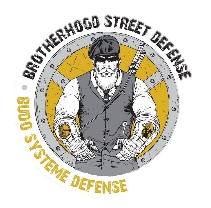 BROTHERHOOD STREET DEFENSE
BUDO SYSTEME DEFENSE